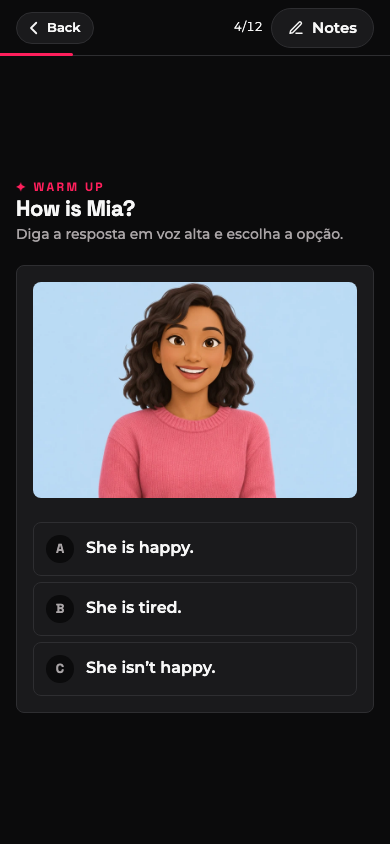 Back
4/12
Notes
WARM UP
How is Mia?
Diga a resposta em voz alta e escolha a opção.
A
She is happy.
B
She is tired.
C
She isn’t happy.